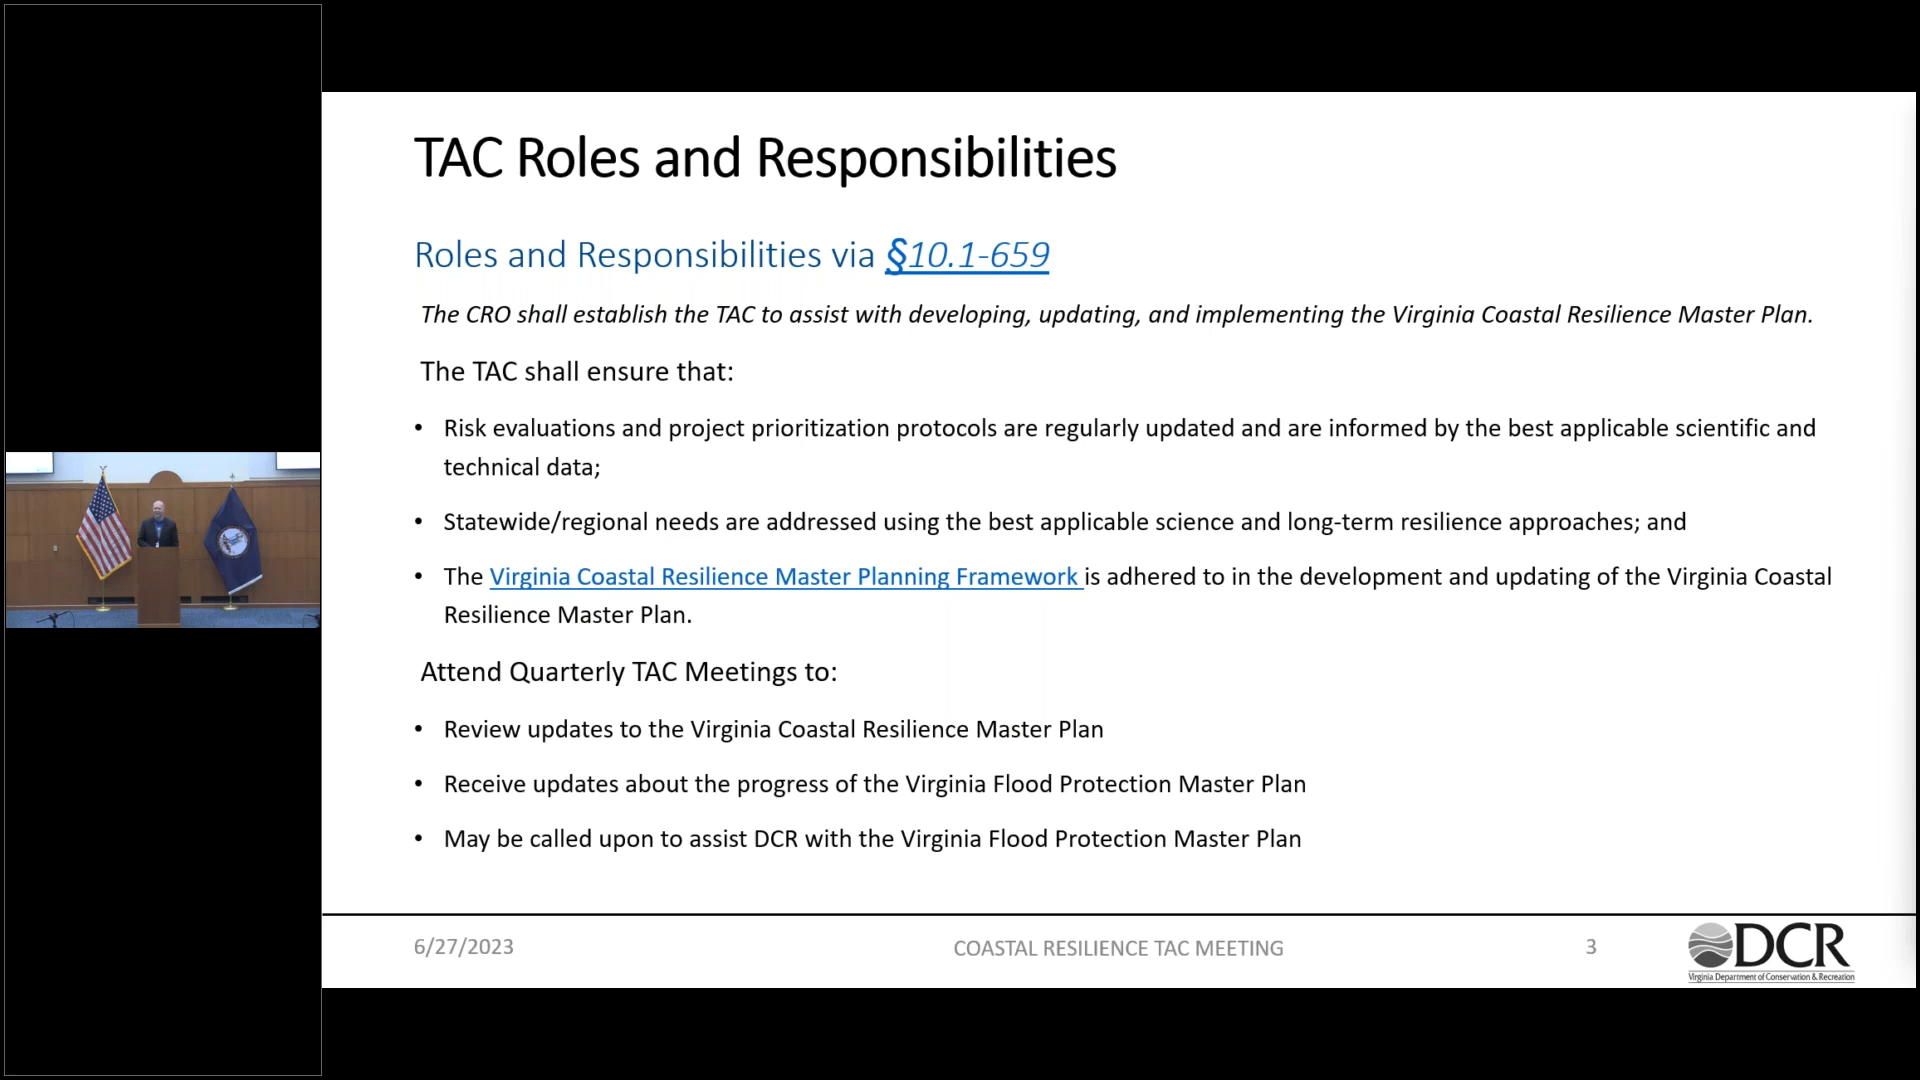 TAC Roles and Responsibilities
Roles and Responsibilities via §10.1-659
The CRO shall establish the TAC to assist with developing, updating, and implementing the Virginia Coastal Resilience Master Plan.
The TAC shall ensure that:
• Risk evaluations and project prioritization protocols are regularly updated and are informed by the best applicable scientific and
technical data;
• Statewide/regional needs are addressed using the best applicable science and long-term resilience approaches; and
• The Virginia Coastal Resilience Master Planning Framework is adhered to in the development and updating of the Virginia Coastal
Resilience Master Plan.
Attend Quarterly TAC Meetings to:
• Review updates to the Virginia Coastal Resilience Master Plan
• Receive updates about the progress of the Virginia Flood Protection Master Plan
• May be called upon to assist DCR with the Virginia Flood Protection Master Plan
6/27/2023
COASTAL RESILIENCE TAC MEETING
3
DCR
Virginia Department of Conservation & Recreation